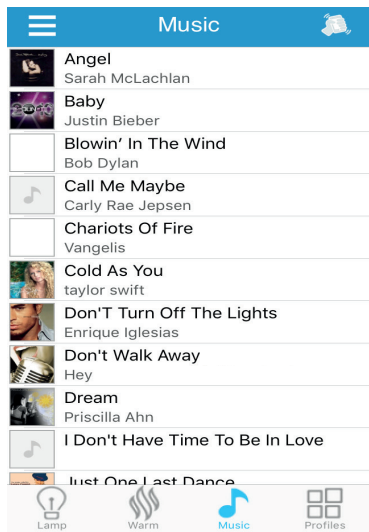 Music
Angel
Sarah McLachlan
Baby
Justin Bieber
Blowin’ In The Wind
Bob Dylan
Call Me Maybe
Carly Rae Jepsen
Chariots Of Fire
Vangelis
Cold As You
taylor swift
Don'T Turn Off The Lights
Enrique Iglesias
Don't Walk Away
Hey
Dream
Priscilla Ahn
I Don't Have Time To Be In Love
Just One Last Dance
Lamp
Warm
Music
Profiles